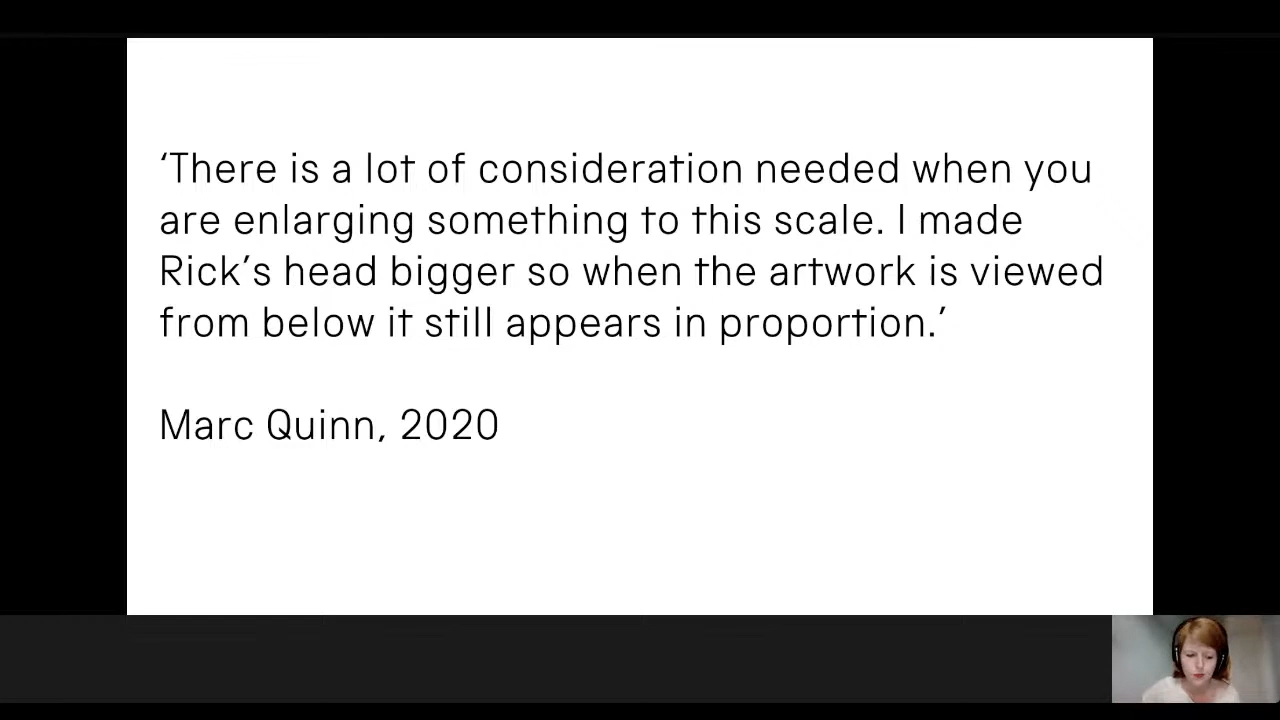 ‘There is a lot of consideration needed when you
are enlarging something to this scale. I made
Rick’s head bigger so when the artwork is viewed
from below it still appears in proportion.’
Marc Quinn, 2020